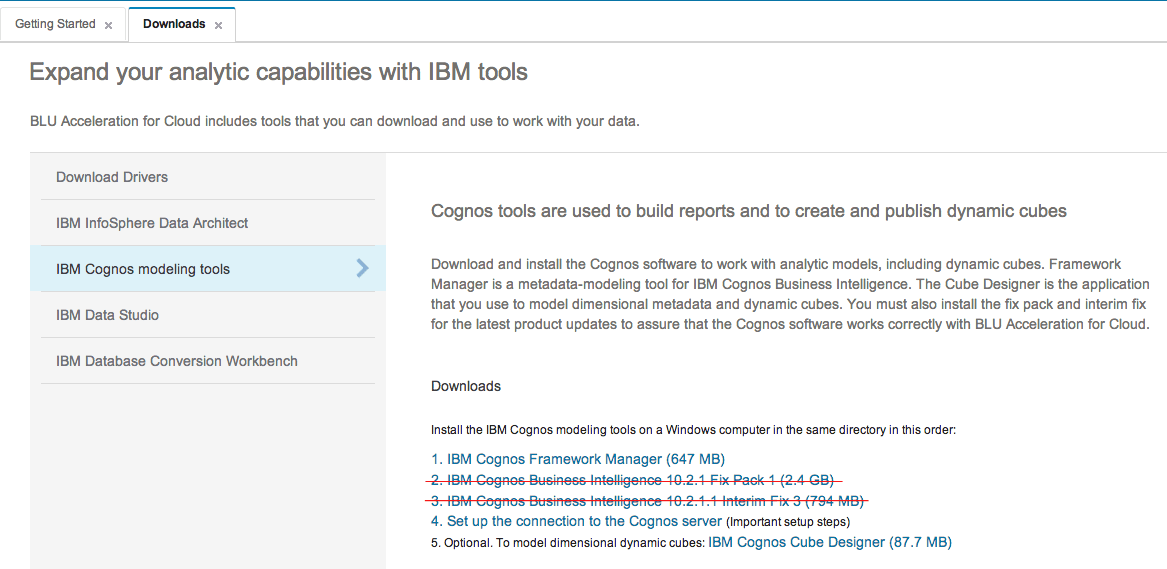 Getting Started ×
Downloads ×
Expand your analytic capabilities with IBM tools
BLU Acceleration for Cloud includes tools that you can download and use to work with your data.
Download Drivers
IBM InfoSphere Data Architect
IBM Cognos modeling tools
IBM Data Studio
IBM Database Conversion Workbench
Cognos tools are used to build reports and to create and publish dynamic cubes
Download and install the Cognos software to work with analytic models, including dynamic cubes. Framework
Manager is a metadata-modeling tool for IBM Cognos Business Intelligence. The Cube Designer is the application
that you use to model dimensional metadata and dynamic cubes. You must also install the fix pack and interim fix
for the latest product updates to assure that the Cognos software works correctly with BLU Acceleration for Cloud.
Downloads
Install the IBM Cognos modeling tools on a Windows computer in the same directory in this order:
1. IBM Cognos Framework Manager (647 MB)
2. IBM Cognos Business Intelligence 10.2.1 Fix Pack 1 (2.4 GB)
3. IBM Cognos Business Intelligence 10.2.1.1 Interim Fix 3 (794 MB)
4. Set up the connection to the Cognos server (Important setup steps)
5. Optional. To model dimensional dynamic cubes: IBM Cognos Cube Designer (87.7 MB)